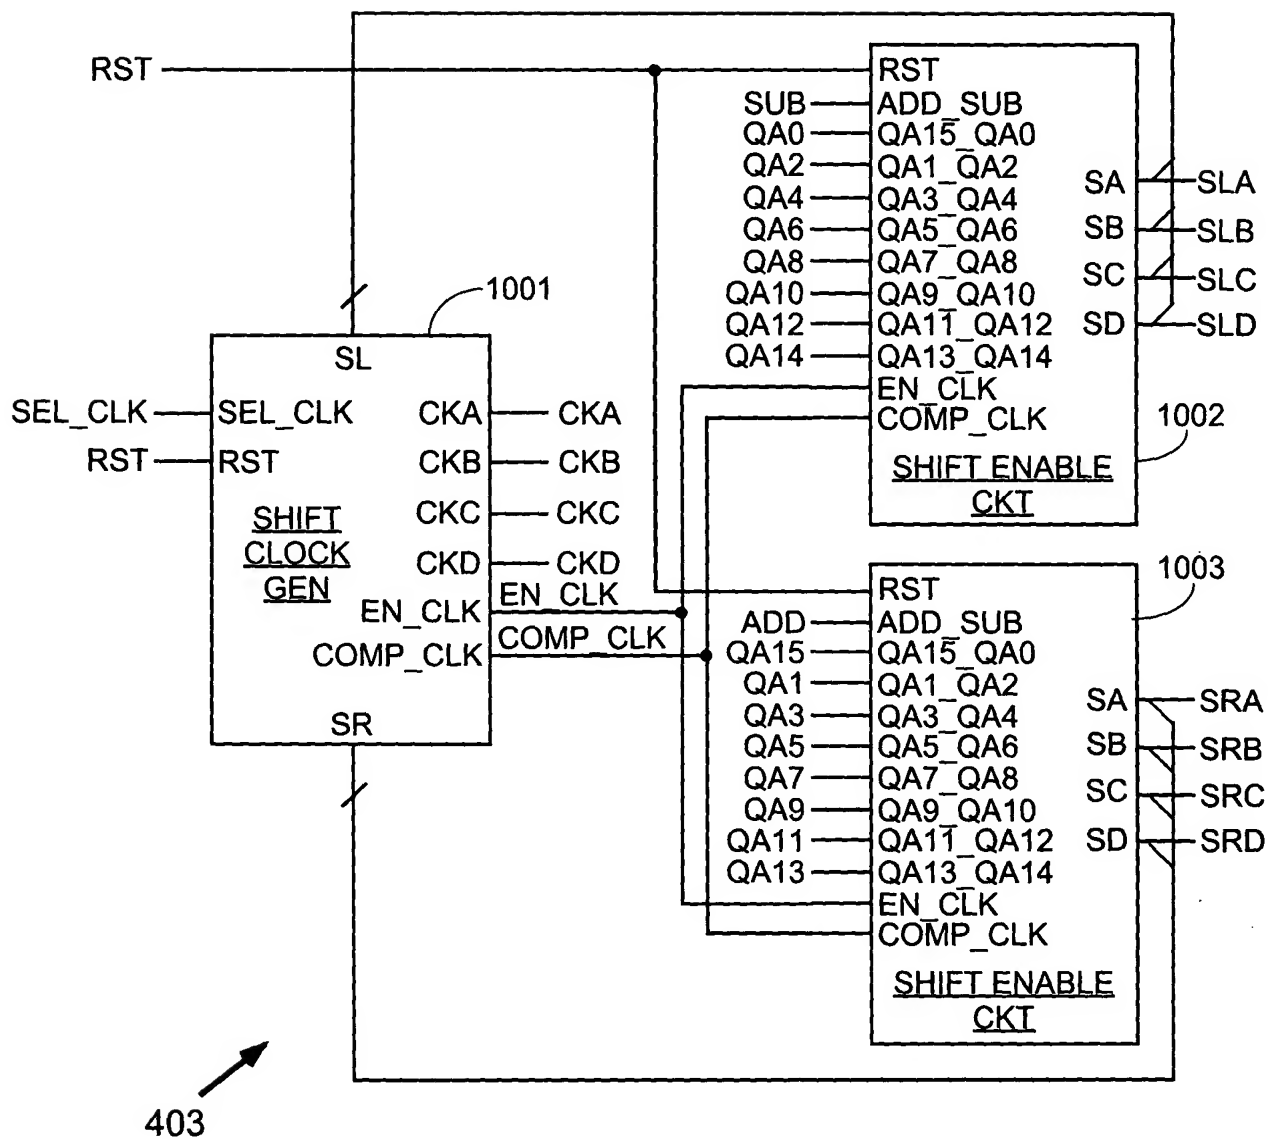 RST
RST
SUB
ADD_SUB
QA0
QA15_QA0
QA2
QA1_QA2
QA4
QA3_QA4
QA6
QA5_QA6
QA8
QA7_QA8
QA10
QA9_QA10
QA12
QA11_QA12
QA14
QA13_QA14
EN_CLK
COMP_CLK
SHIFT ENABLE
CKT
SA
SLA
SB
SLB
SC
SLC
SD
SLD
1002
1001
SL
SEL_CLK
SEL_CLK
RST
RST
SHIFT
CLOCK
GEN
CKA
CKA
CKB
CKB
CKC
CKC
CKD
CKD
EN_CLK
EN_CLK
COMP_CLK
COMP_CLK
SR
1003
RST
ADD
ADD_SUB
QA15
QA15_QA0
QA1
QA1_QA2
QA3
QA3_QA4
QA5
QA5_QA6
QA7
QA7_QA8
QA9
QA9_QA10
QA11
QA11_QA12
QA13
QA13_QA14
EN_CLK
COMP_CLK
SHIFT ENABLE
CKT
SA
SRA
SB
SRB
SC
SRC
SD
SRD
403